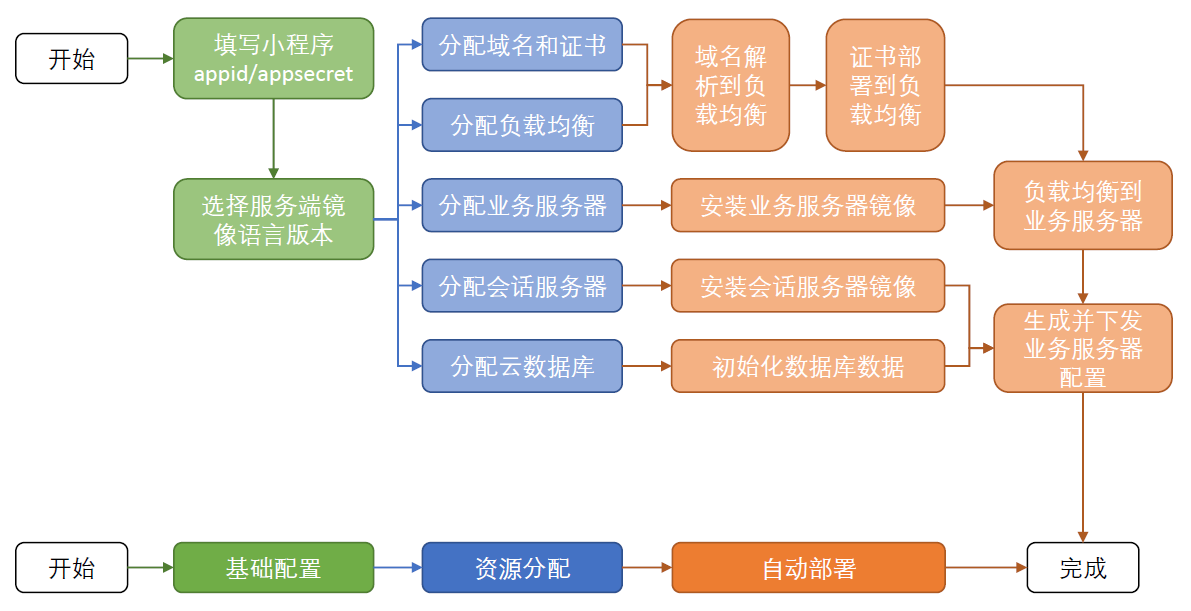 开始
填写小程序
appid/appsecret
选择服务端镜
像语言版本
分配域名和证书
分配负载均衡
分配业务服务器
分配会话服务器
分配云数据库
域名解
析到负
载均衡
证书部
署到负
载均衡
安装业务服务器镜像
安装会话服务器镜像
初始化数据库数据
负载均衡到
业务服务器
生成并下发
业务服务器
配置
开始
基础配置
资源分配
自动部署
完成